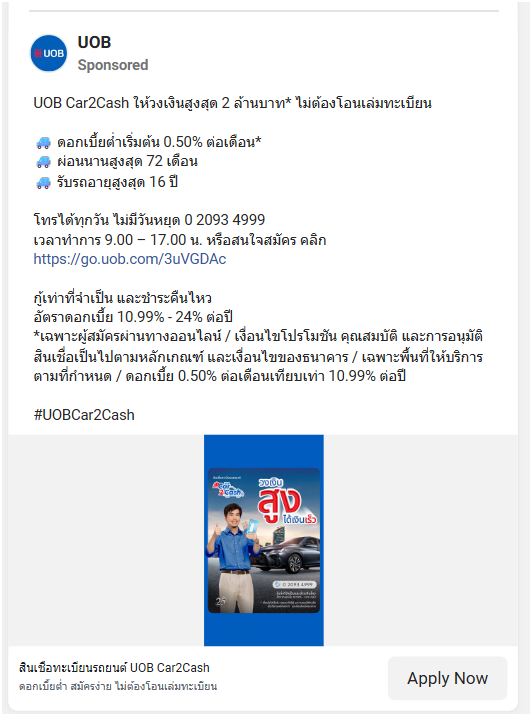 UOB
UOB
Sponsored
UOB Car2Cash ให้วงเงินสูงสุด 2 ล้านบาท* ไม่ต้องโอนเล่มทะเบียน
ดอกเบี้ยต่ำเริ่มต้น 0.50% ต่อเดือน*
ผ่อนนานสูงสุด 72 เดือน
รับรถอายุสูงสุด 16 ปี
โทรได้ทุกวัน ไม่มีวันหยุด 0 2093 4999
เวลาทำการ 9.00 – 17.00 น. หรือสนใจสมัคร คลิก
https://go.uob.com/3uVGDAc
กู้เท่าที่จำเป็น และชำระคืนไหว
อัตราดอกเบี้ย 10.99% - 24% ต่อปี
*เฉพาะผู้สมัครผ่านทางออนไลน์ / เงื่อนไขโปรโมชัน คุณสมบัติ และการอนุมัติ
สินเชื่อเป็นไปตามหลักเกณฑ์ และเงื่อนไขของธนาคาร / เฉพาะพื้นที่ให้บริการ
ตามที่กำหนด / ดอกเบี้ย 0.50% ต่อเดือนเทียบเท่า 10.99% ต่อปี
#UOBCar2Cash
Car
2Cash
วงเงิน
สูง
ได้เงินเร็ว
0 2093 4999
สินเชื่อทะเบียนรถยนต์ UOB Car2Cash
ดอกเบี้ยต่ำ สมัครง่าย ไม่ต้องโอนเล่มทะเบียน
Apply Now